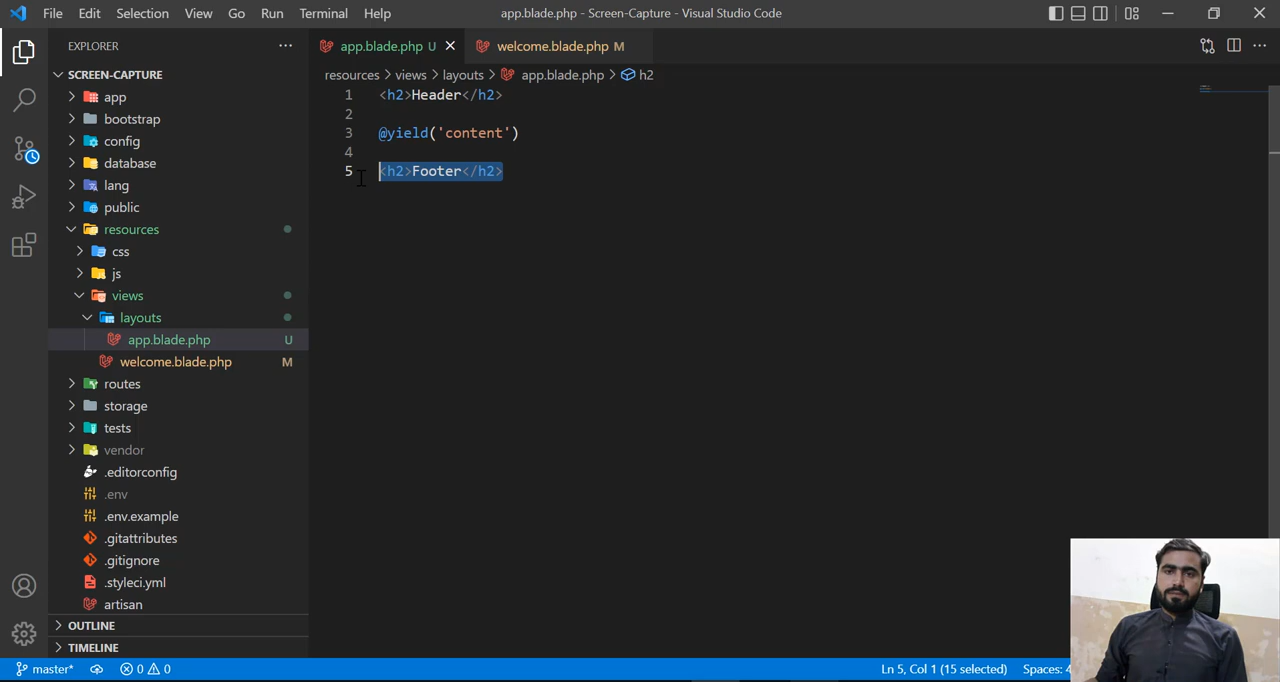 File Edit Selection View Go Run Terminal Help app.blade.php - Screen-Capture - Visual Studio Code
EXPLORER
app.blade.php U
welcome.blade.php M
SCREEN-CAPTURE
resources > views > layouts > app.blade.php > h2
app
bootstrap
config
database
lang
public
resources
css
js
views
layouts
app.blade.php U
welcome.blade.php M
routes
storage
tests
vendor
.editorconfig
.env
.env.example
.gitattributes
.gitignore
.styleci.yml
artisan
OUTLINE
TIMELINE
1 <h2>Header</h2>
2
3 @yield('content')
4
5 <h2>Footer</h2>
master* 0 0 Ln 5, Col 1 (15 selected) Spaces: 4